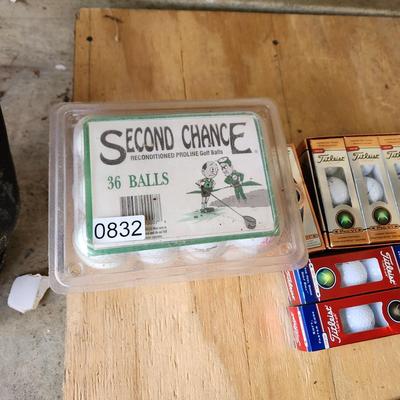 SECOND CHANCE
RECONDITIONED PROLINE Golf Balls
36 BALLS
0832
Titleist
Titleist
Titleist
Titleist
Titleist